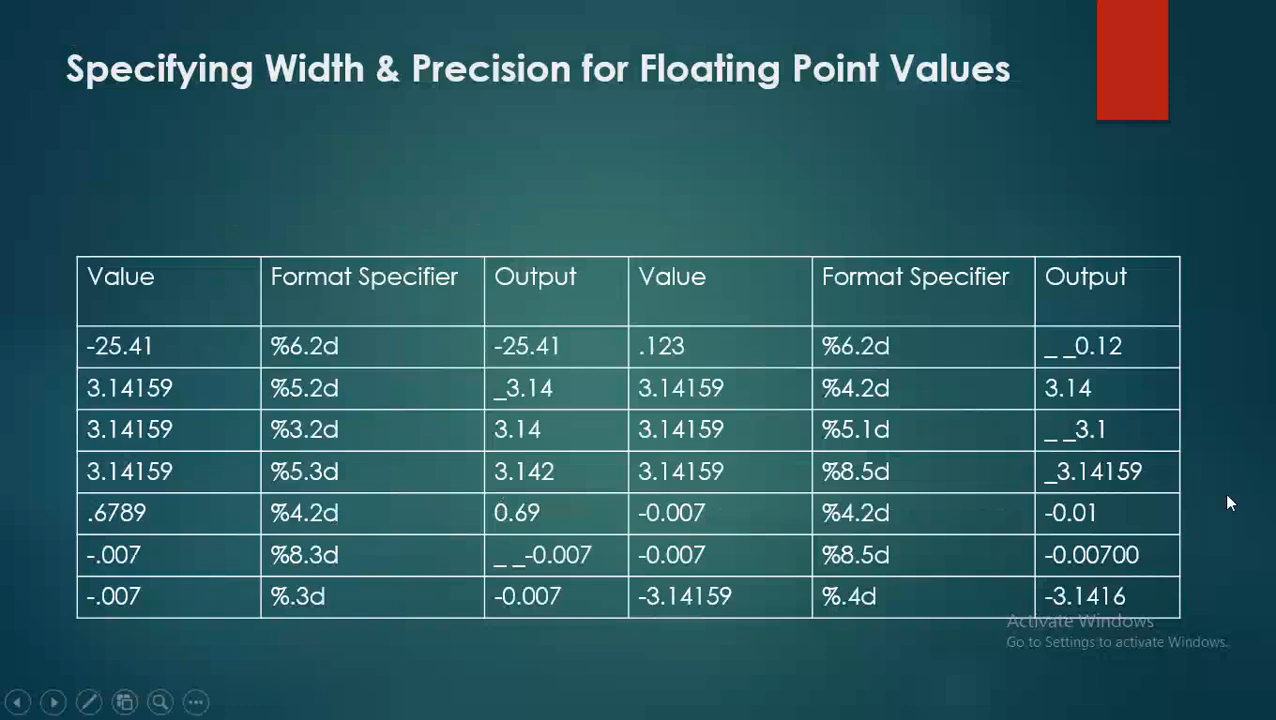 Specifying Width & Precision for Floating Point Values
Value Format Specifier Output Value Format Specifier Output
-25.41 %6.2d -25.41 .123 %6.2d _ _0.12
3.14159 %5.2d _3.14 3.14159 %4.2d 3.14
3.14159 %3.2d 3.14 3.14159 %5.1d _ _3.1
3.14159 %5.3d 3.142 3.14159 %8.5d _3.14159
.6789 %4.2d 0.69 -0.007 %4.2d -0.01
-.007 %8.3d _ _-0.007 -0.007 %8.5d -0.00700
-.007 %.3d -0.007 -3.14159 %.4d -3.1416
Activate Windows
Go to Settings to activate Windows.